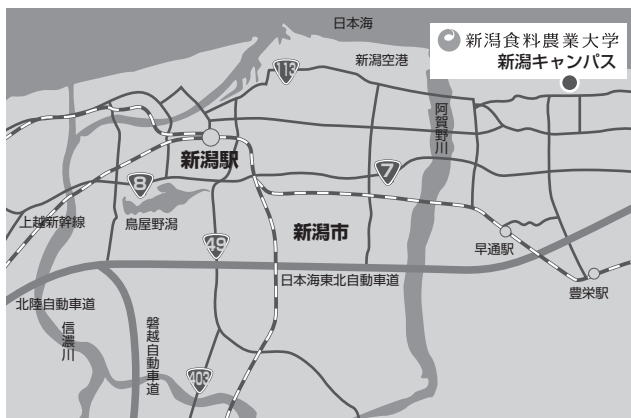 日本海
新潟食料農業大学
新潟キャンパス
新潟空港
113
阿賀野川
新潟駅
7
8
上越新幹線
鳥屋野潟
49
新潟市
早通駅
日本海東北自動車道
豊栄駅
北陸自動車道
信濃川
磐越自動車道
403